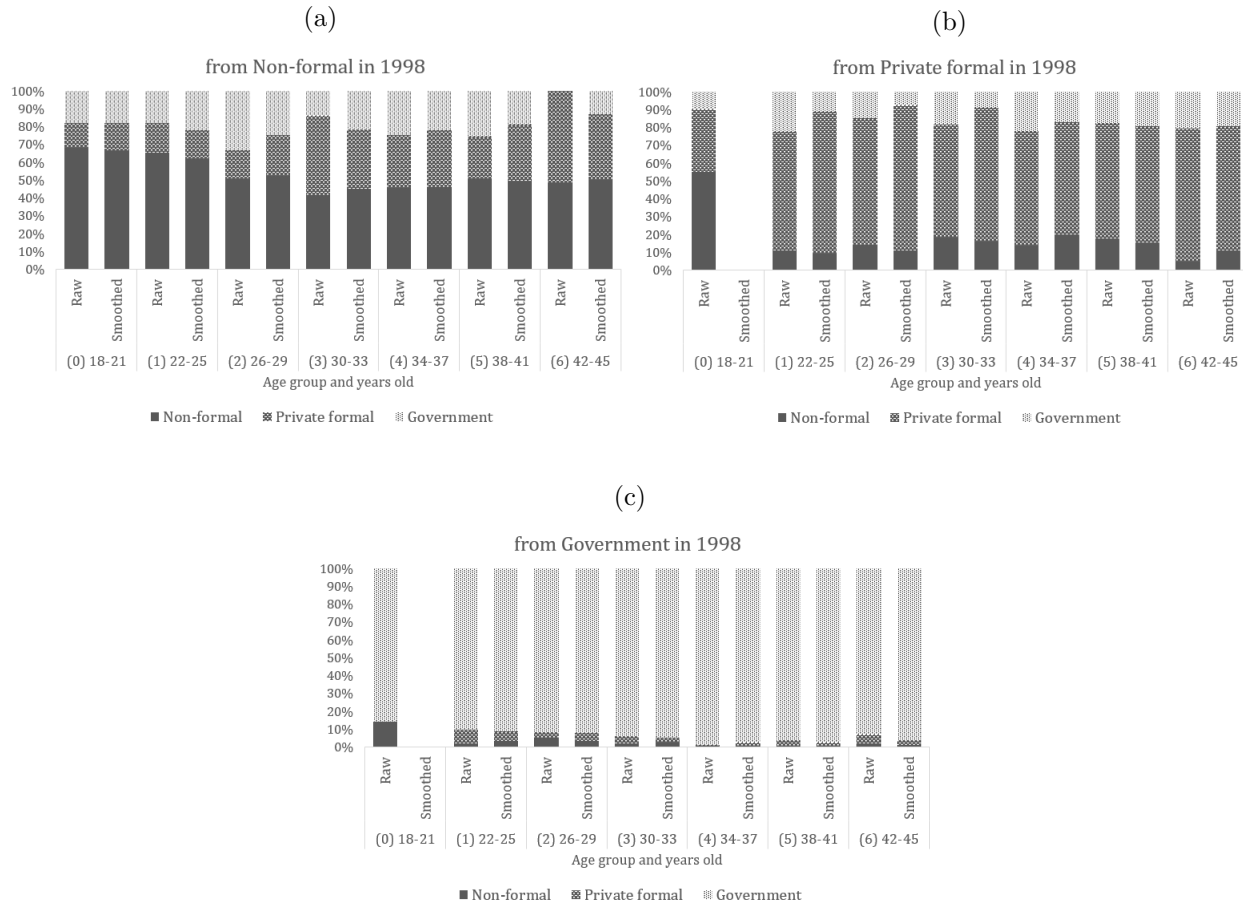 (a)
from Non-formal in 1998
100%
90%
80%
70%
60%
50%
40%
30%
20%
10%
0%
Raw Smoothed Raw Smoothed Raw Smoothed Raw Smoothed Raw Smoothed Raw Smoothed Raw Smoothed
(0) 18-21 (1) 22-25 (2) 26-29 (3) 30-33 (4) 34-37 (5) 38-41 (6) 42-45
Age group and years old
Non-formal Private formal Government
(b)
from Private formal in 1998
100%
90%
80%
70%
60%
50%
40%
30%
20%
10%
0%
Raw Smoothed Raw Smoothed Raw Smoothed Raw Smoothed Raw Smoothed Raw Smoothed Raw Smoothed
(0) 18-21 (1) 22-25 (2) 26-29 (3) 30-33 (4) 34-37 (5) 38-41 (6) 42-45
Age group and years old
Non-formal Private formal Government
(c)
from Government in 1998
100%
90%
80%
70%
60%
50%
40%
30%
20%
10%
0%
Raw Smoothed Raw Smoothed Raw Smoothed Raw Smoothed Raw Smoothed Raw Smoothed Raw Smoothed
(0) 18-21 (1) 22-25 (2) 26-29 (3) 30-33 (4) 34-37 (5) 38-41 (6) 42-45
Age group and years old
Non-formal Private formal Government